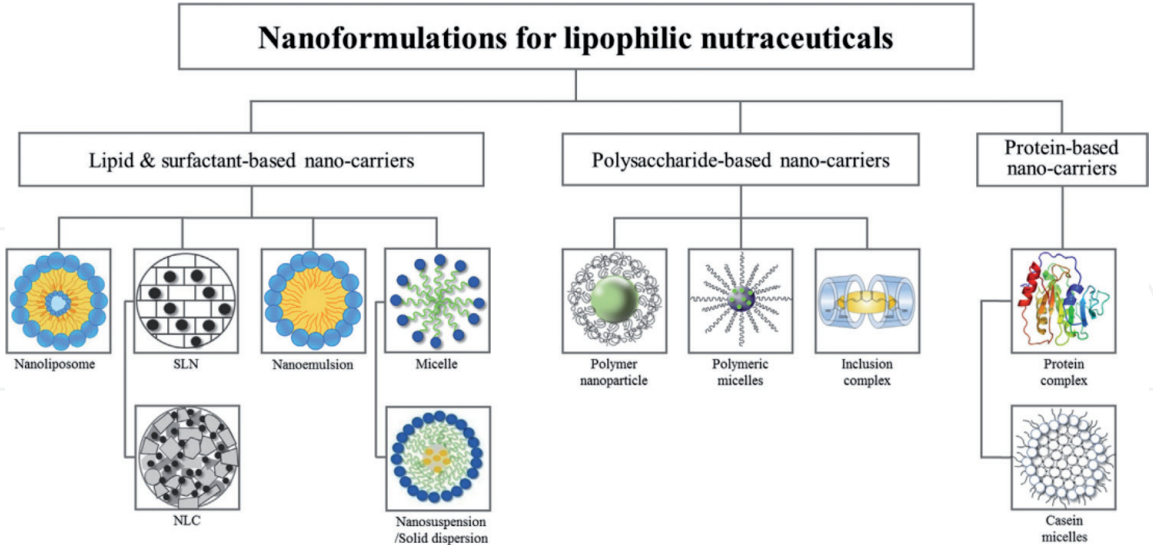 Nanoformulations for lipophilic nutraceuticals
Lipid & surfactant-based nano-carriers
Polysaccharide-based nano-carriers
Protein-based
nano-carriers
Nanoliposome
SLN
Nanoemulsion
Micelle
Polymer
nanoparticle
Polymeric
micelles
Inclusion
complex
Protein
complex
NLC
Nanosuspension
/Solid dispersion
Casein
micelles